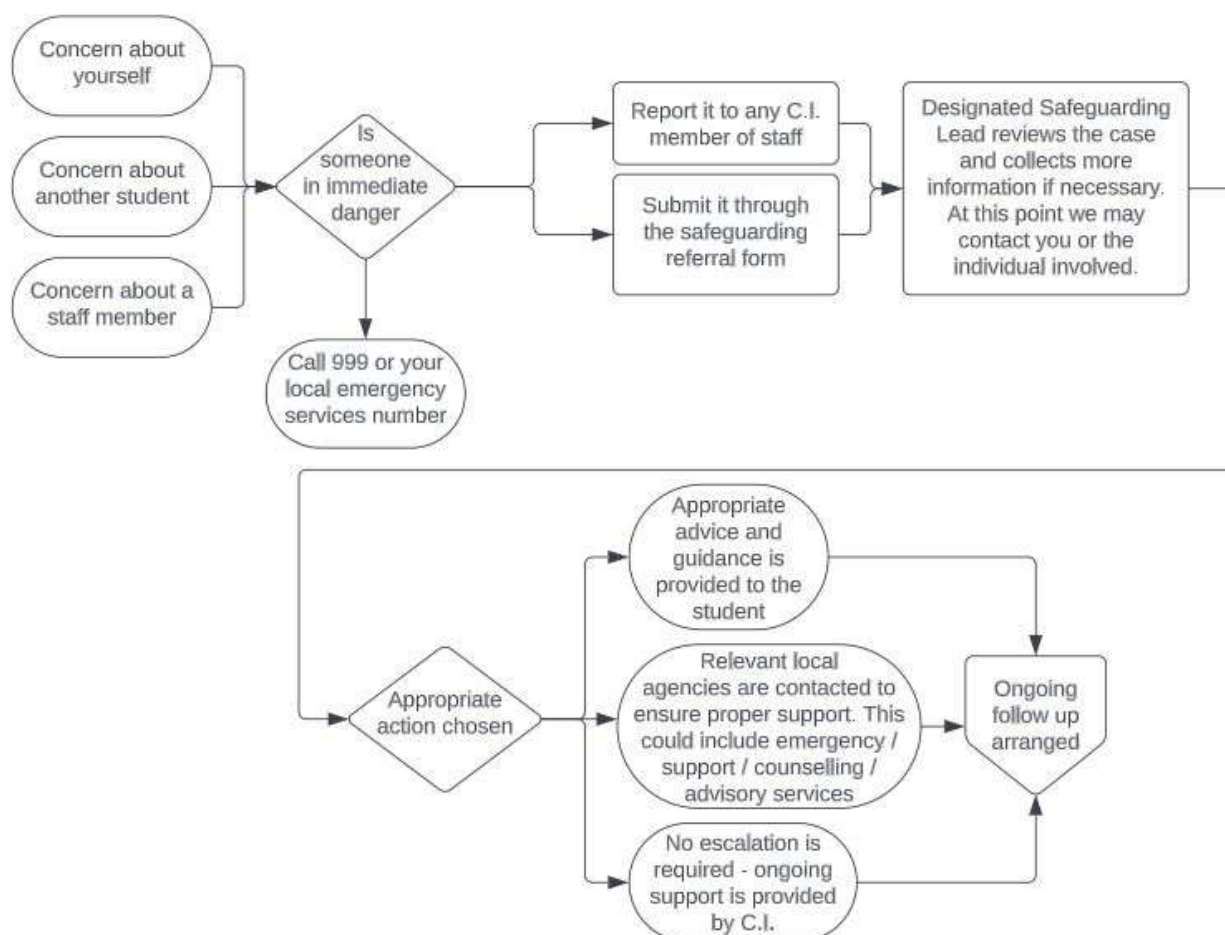 Concern about
yourself
Concern about
another student
Concern about a
staff member
Is
someone
in immediate
danger
Call 999 or your
local emergency
services number
Report it to any C.I.
member of staff
Submit it through
the safeguarding
referral form
Designated Safeguarding
Lead reviews the case
and collects more
information if necessary.
At this point we may
contact you or the
individual involved.
Appropriate
action chosen
Appropriate
advice and
guidance is
provided to the
student
Relevant local
agencies are contacted to
ensure proper support. This
could include emergency /
support / counselling /
advisory services
No escalation is
required - ongoing
support is provided
by C.I.
Ongoing
follow up
arranged